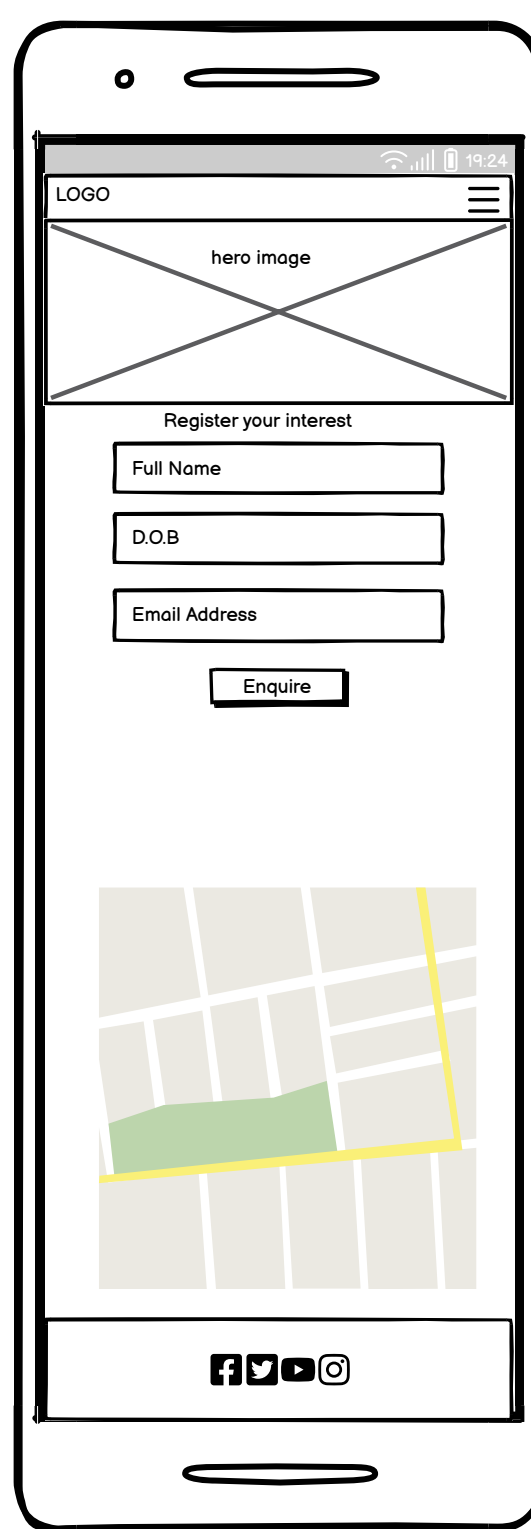 19:24
LOGO
hero image
Register your interest
Full Name
D.O.B
Email Address
Enquire